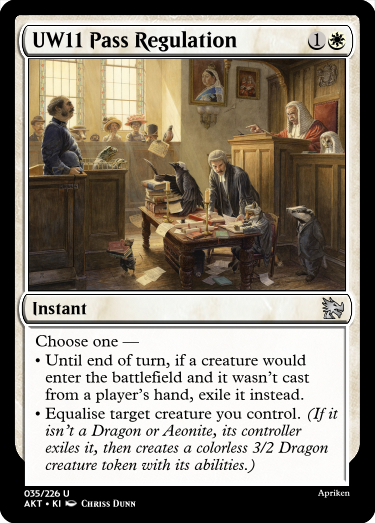 UW11 Pass Regulation 1
Instant
Choose one —
• Until end of turn, if a creature would
enter the battlefield and it wasn't cast
from a player's hand, exile it instead.
• Equalise target creature you control. (If it
isn't a Dragon or Aeonite, its controller
exiles it, then creates a colorless 3/2 Dragon
creature token with its abilities.)
035/226 U
Apriken
AKT • KI Chriss Dunn